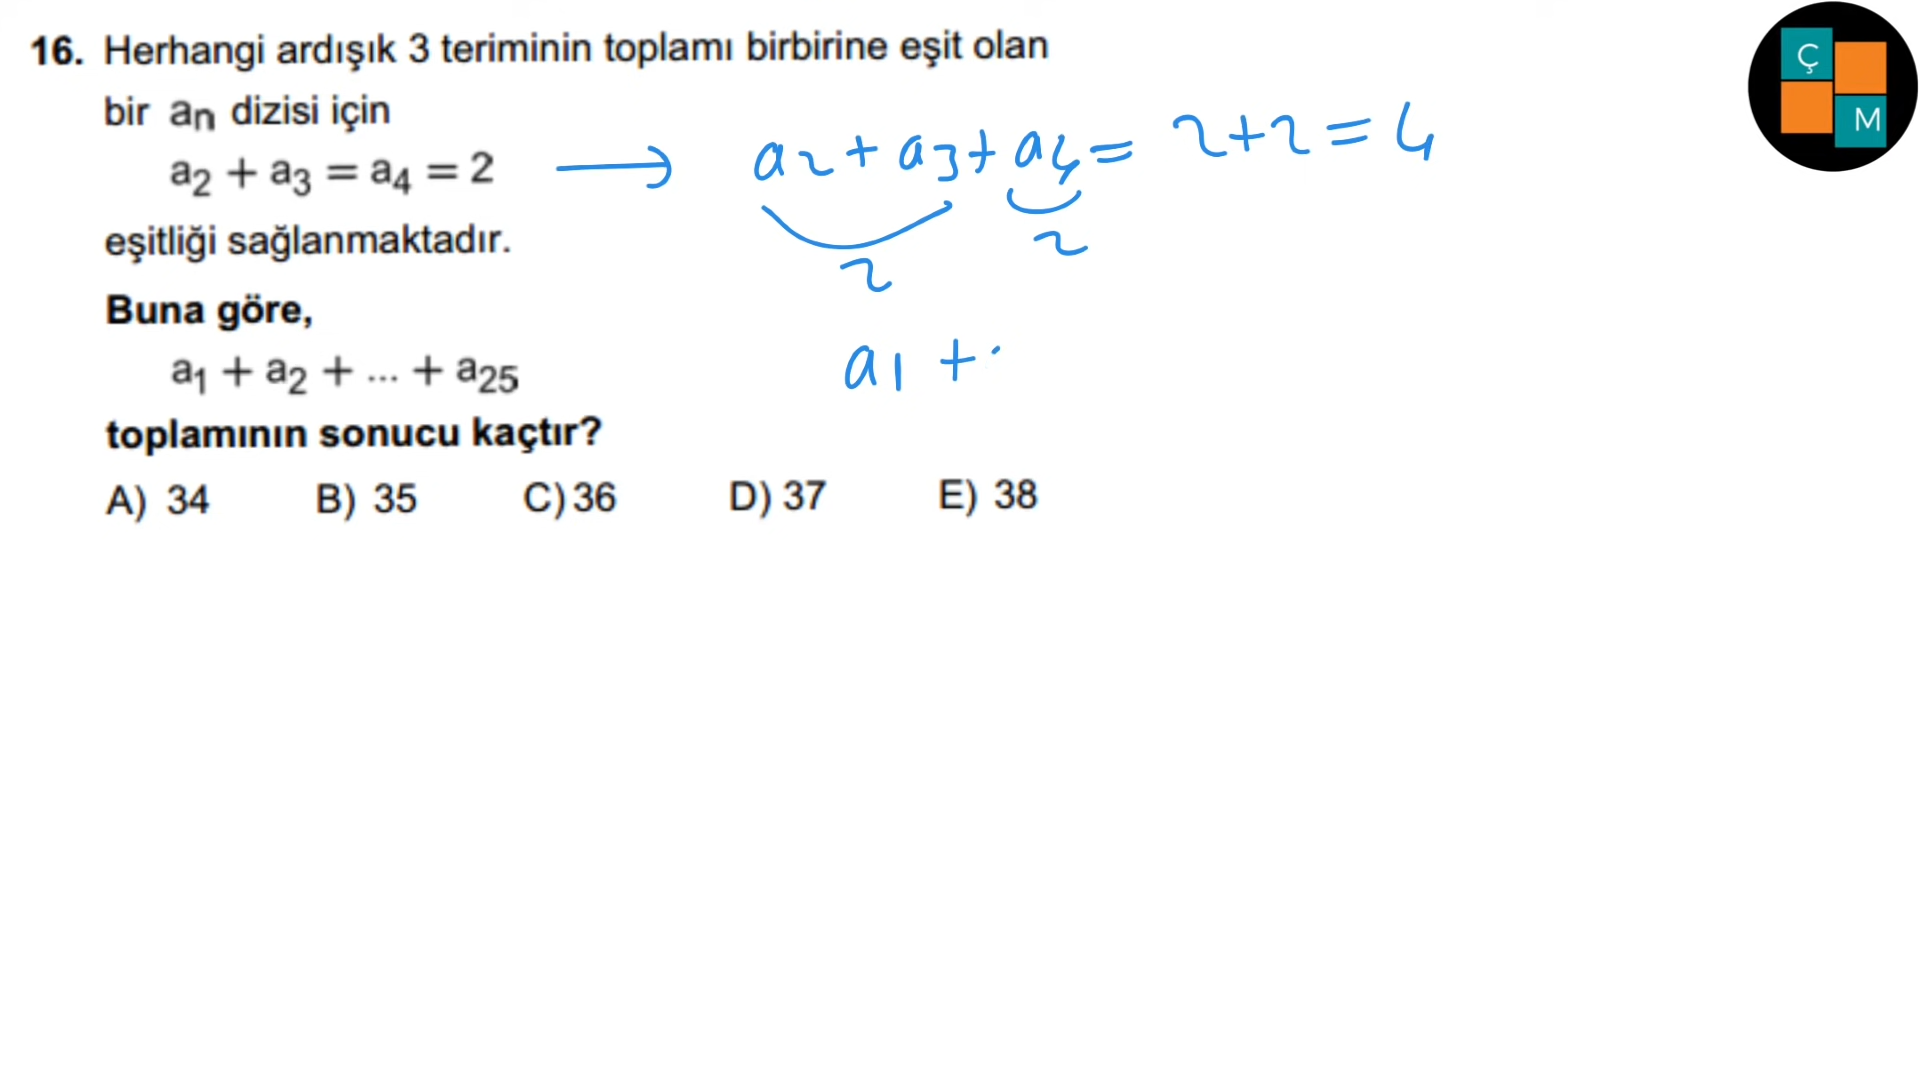 16. Herhangi ardışık 3 teriminin toplamı birbirine eşit olan
bir an dizisi için
a2 + a3 = a4 = 2
eşitliği sağlanmaktadır.
Buna göre,
a1 + a2 + ... + a25
toplamının sonucu kaçtır?
A) 34 B) 35 C) 36 D) 37 E) 38
a2 + a3 + a4 = 2+2 = 4
2 2
a1 + ·
Ç
M